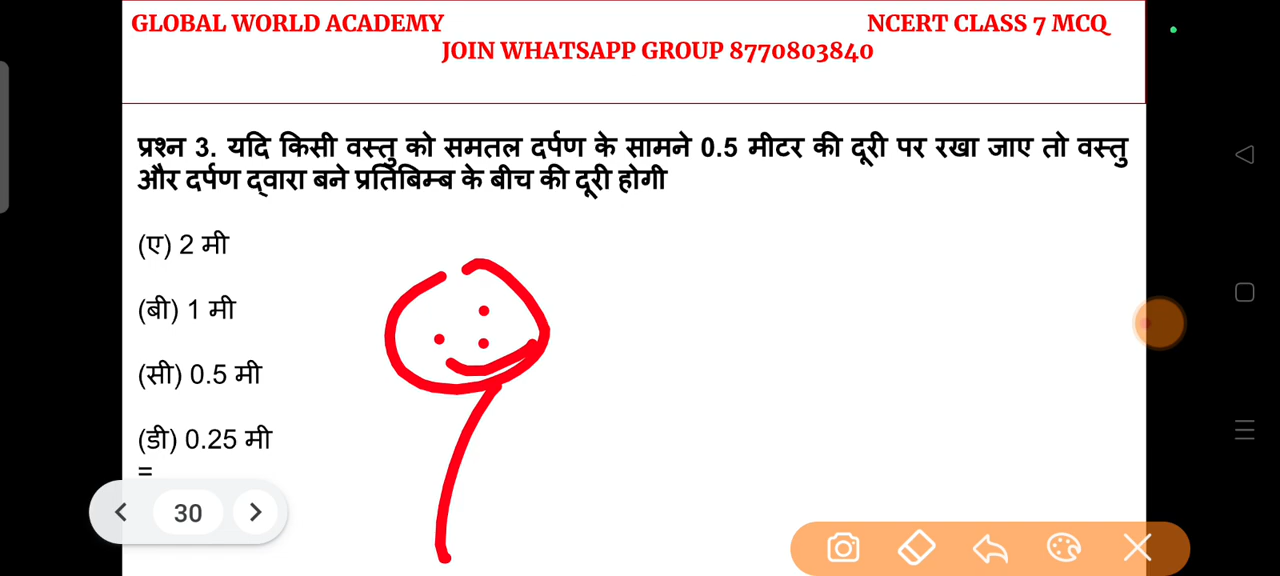 GLOBAL WORLD ACADEMY NCERT CLASS 7 MCQ
JOIN WHATSAPP GROUP 8770803840
प्रश्न 3. यदि किसी वस्तु को समतल दर्पण के सामने 0.5 मीटर की दूरी पर रखा जाए तो वस्तु
और दर्पण द्वारा बने प्रतिबिम्ब के बीच की दूरी होगी
(ए) 2 मी
(बी) 1 मी
(सी) 0.5 मी
(डी) 0.25 मी
=
30